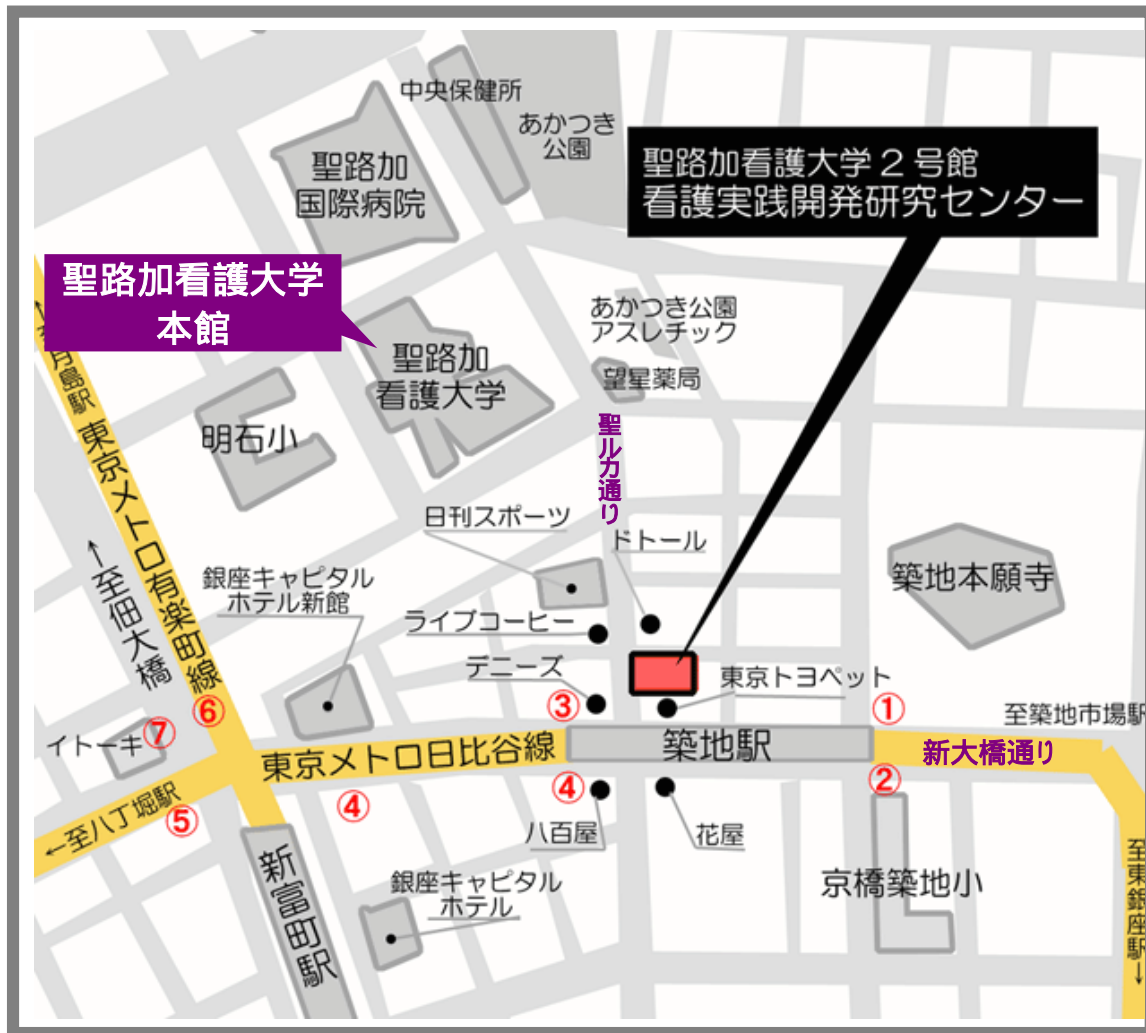 中央保健所
あかつき
公園
聖路加
国際病院
聖路加看護大学２号館
看護実践開発研究センター
聖路加看護大学
本館
あかつき公園
アスレチック
聖路加
看護大学
望星薬局
明石小
聖ルカ通り
←至月島駅
東京メトロ有楽町線
日刊スポーツ
ドトール
←至佃大橋
銀座キャピタル
ホテル新館
築地本願寺
ライブコーヒー
デニーズ
東京トヨペット
⑥
③
①
至築地市場駅
イトーキ
⑦
東京メトロ日比谷線
築地駅
新大橋通り
②
④
④
←至八丁堀駅
⑤
八百屋
花屋
新富町駅
銀座キャピタル
ホテル
京橋築地小
至東銀座駅→